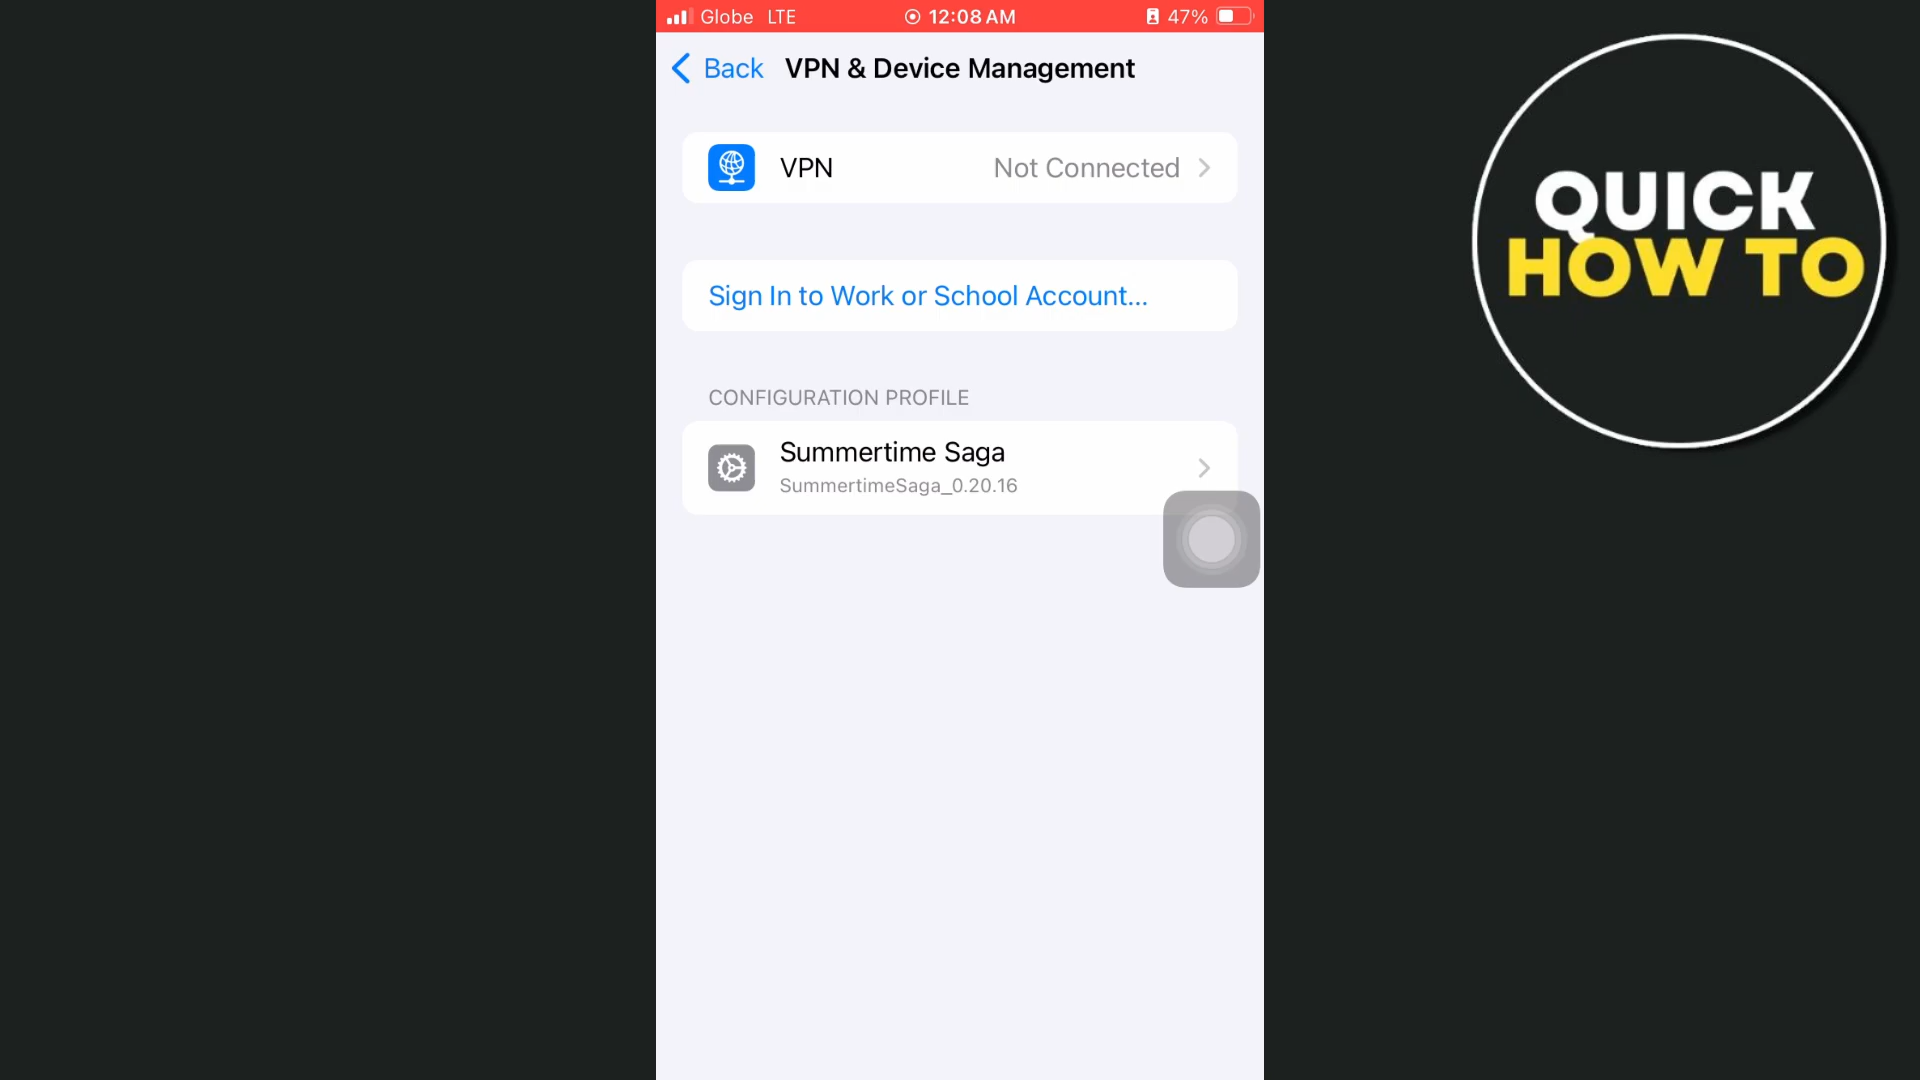 Globe LTE 12:08 AM 47%
Back VPN & Device Management
VPN Not Connected
Sign In to Work or School Account...
CONFIGURATION PROFILE
Summertime Saga
SummertimeSaga_0.20.16
QUICK
HOW TO